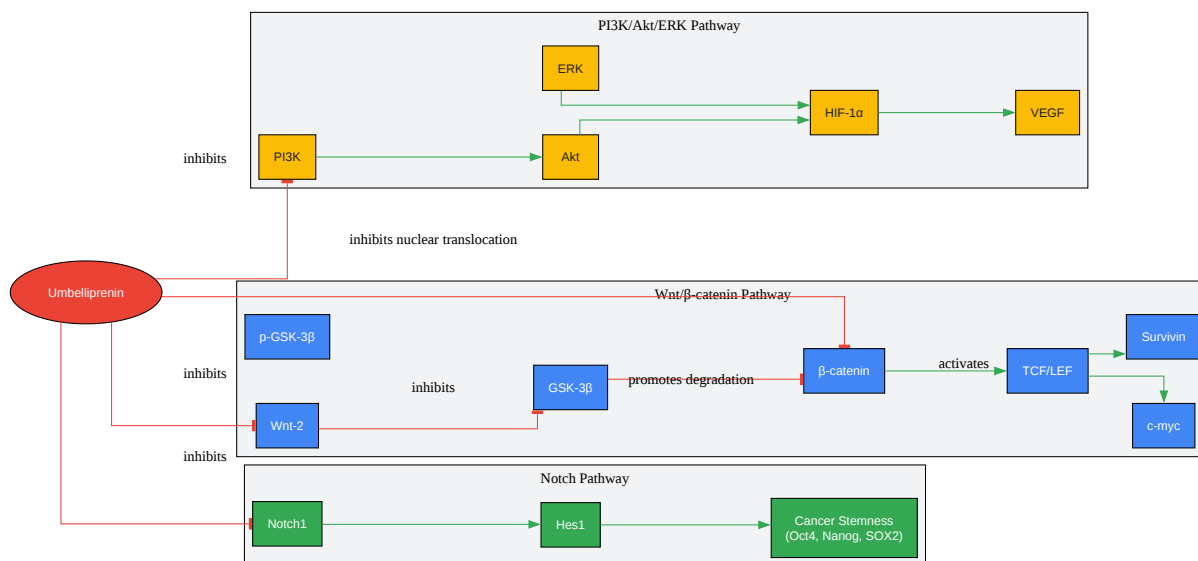 PI3K/Akt/ERK Pathway
ERK
HIF-1α
VEGF
PI3K
Akt
inhibits
inhibits nuclear translocation
Umbelliprenin
Wnt/β-catenin Pathway
p-GSK-3β
Survivin
inhibits
inhibits
GSK-3β
promotes degradation
β-catenin
activates
TCF/LEF
Wnt-2
c-myc
inhibits
Notch Pathway
Notch1
Hes1
Cancer Stemness
(Oct4, Nanog, SOX2)